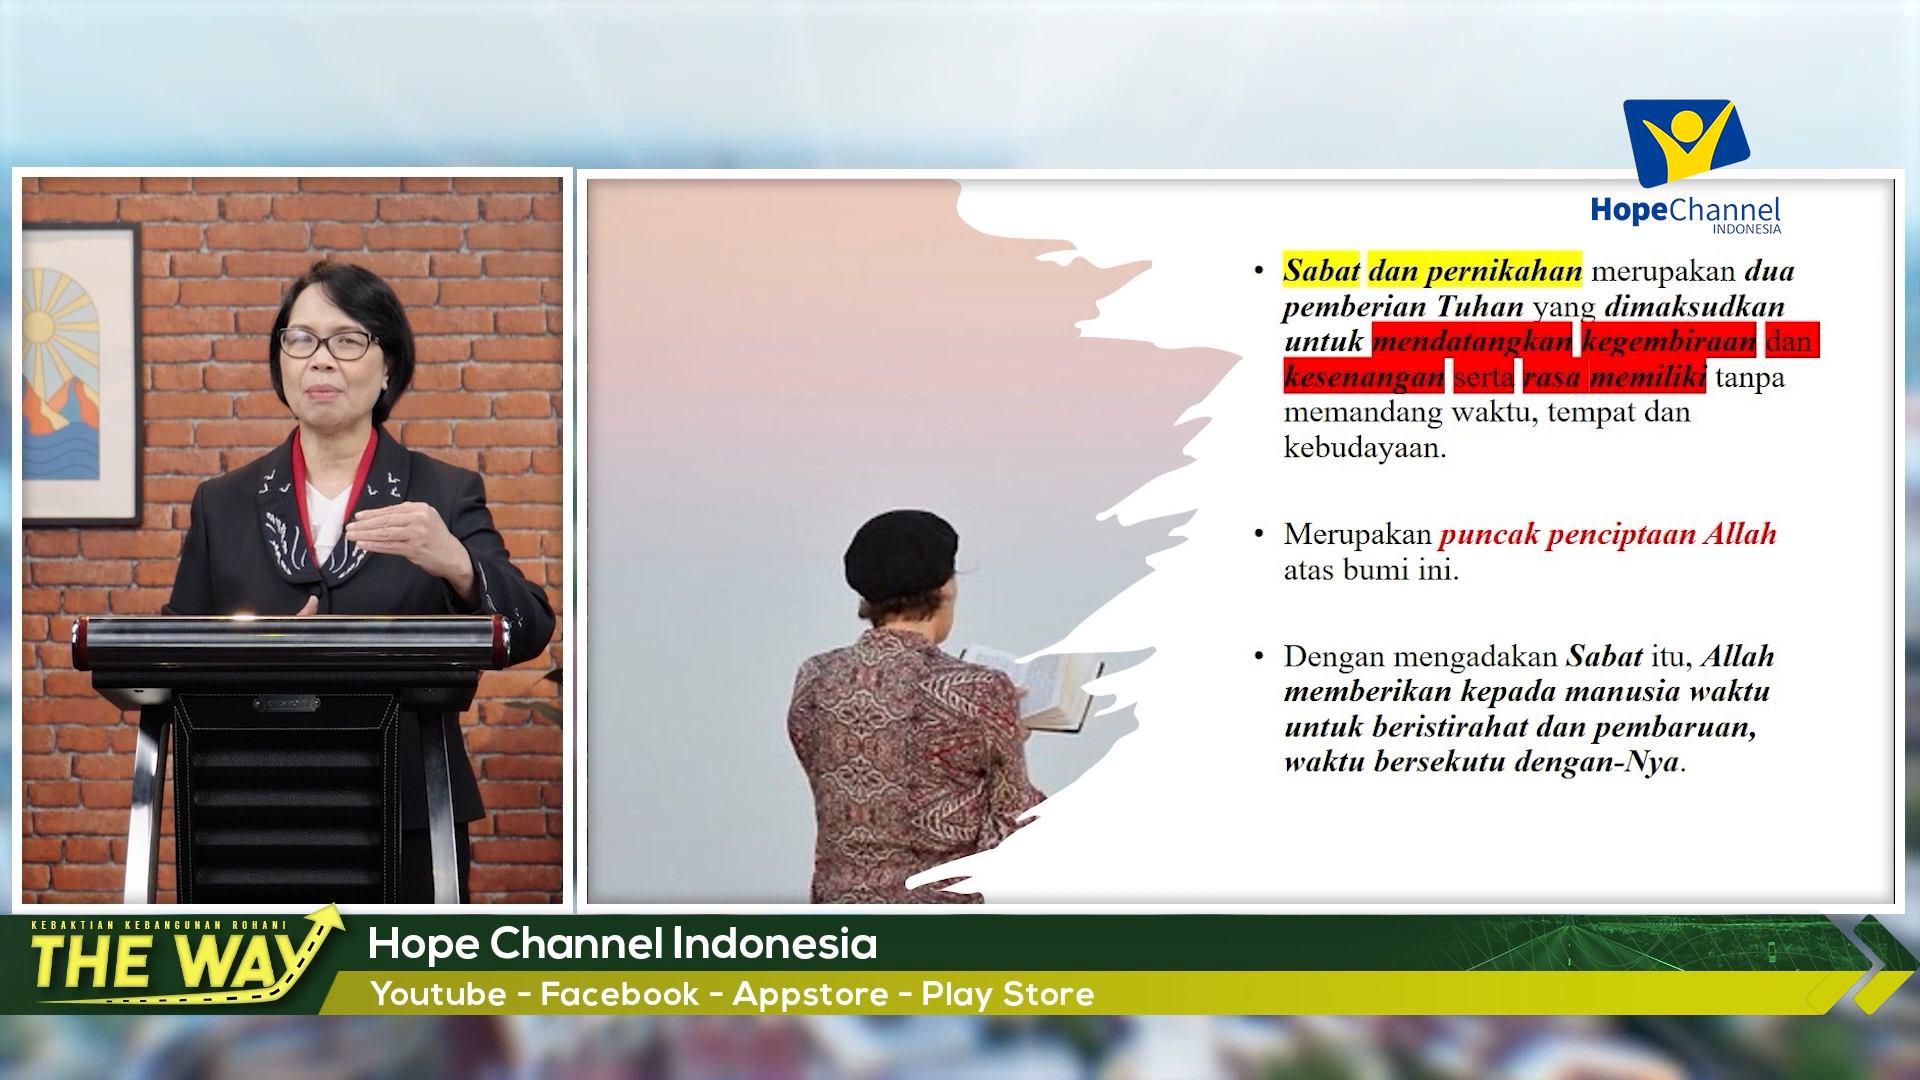 HopeChannel
INDONESIA
• Sabat dan pernikahan merupakan dua
pemberian Tuhan yang dimaksudkan
untuk mendatangkan kegembiraan dan
kesenangan serta rasa memiliki tanpa
memandang waktu, tempat dan
kebudayaan.
• Merupakan puncak penciptaan Allah
atas bumi ini.
• Dengan mengadakan Sabat itu, Allah
memberikan kepada manusia waktu
untuk beristirahat dan pembaruan,
waktu bersekutu dengan-Nya.
KEBAKTIAN KEBANGUNAN ROHANI
THE WAY
Hope Channel Indonesia
Youtube - Facebook - Appstore - Play Store